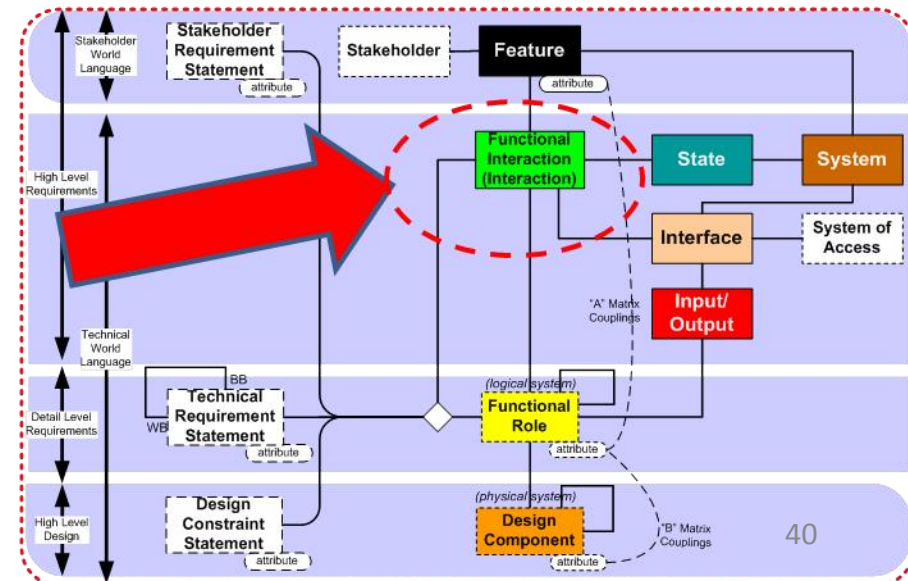 Stakeholder
World
Language
Stakeholder
Requirement
Statement
attribute
Stakeholder
Feature
attribute
High Level
Requirements
Functional
Interaction
(Interaction)
State
System
Interface
System of
Access
"A" Matrix
Couplings
Input/
Output
Technical
World
Language
Detail Level
Requirements
BB
WB
Technical
Requirement
Statement
attribute
(logical system)
Functional
Role
attribute
High Level
Design
Design
Constraint
Statement
attribute
(physical system)
Design
Component
attribute
"B" Matrix
Couplings
40